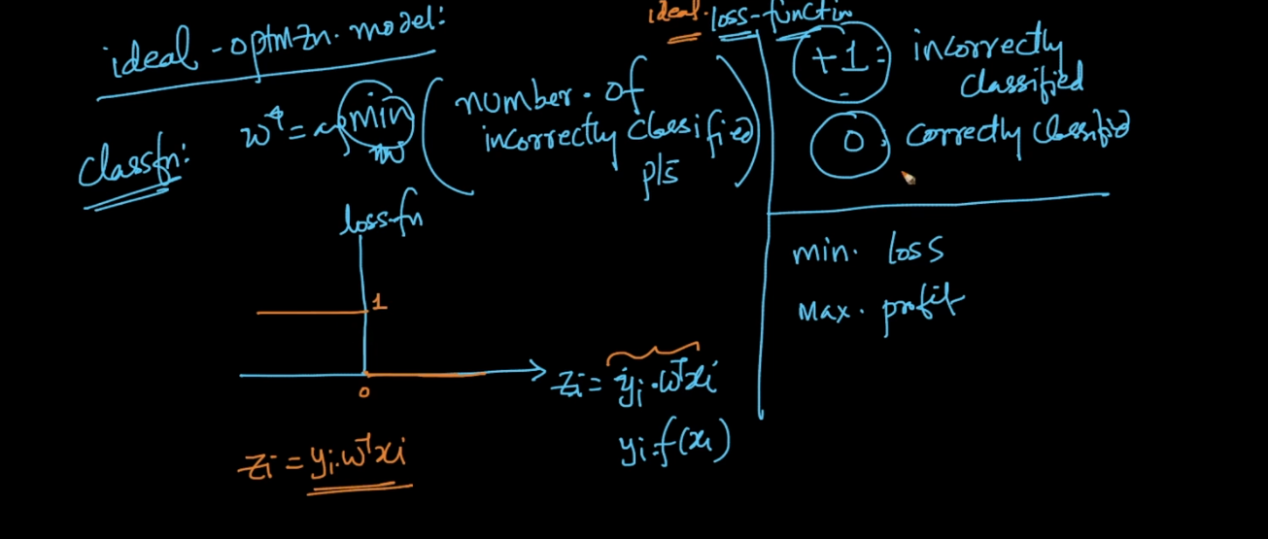 ideal-optmzn. model:
ideal loss-function
Classfn: w* = argmin w ( number. of incorrectly classified pts )
+1: incorrectly classified
0: correctly classified
loss-fn
1
0
zi = yi.wᵀxi
yi.f(xi)
zi = yi.wᵀxi
min. loss
Max. profit